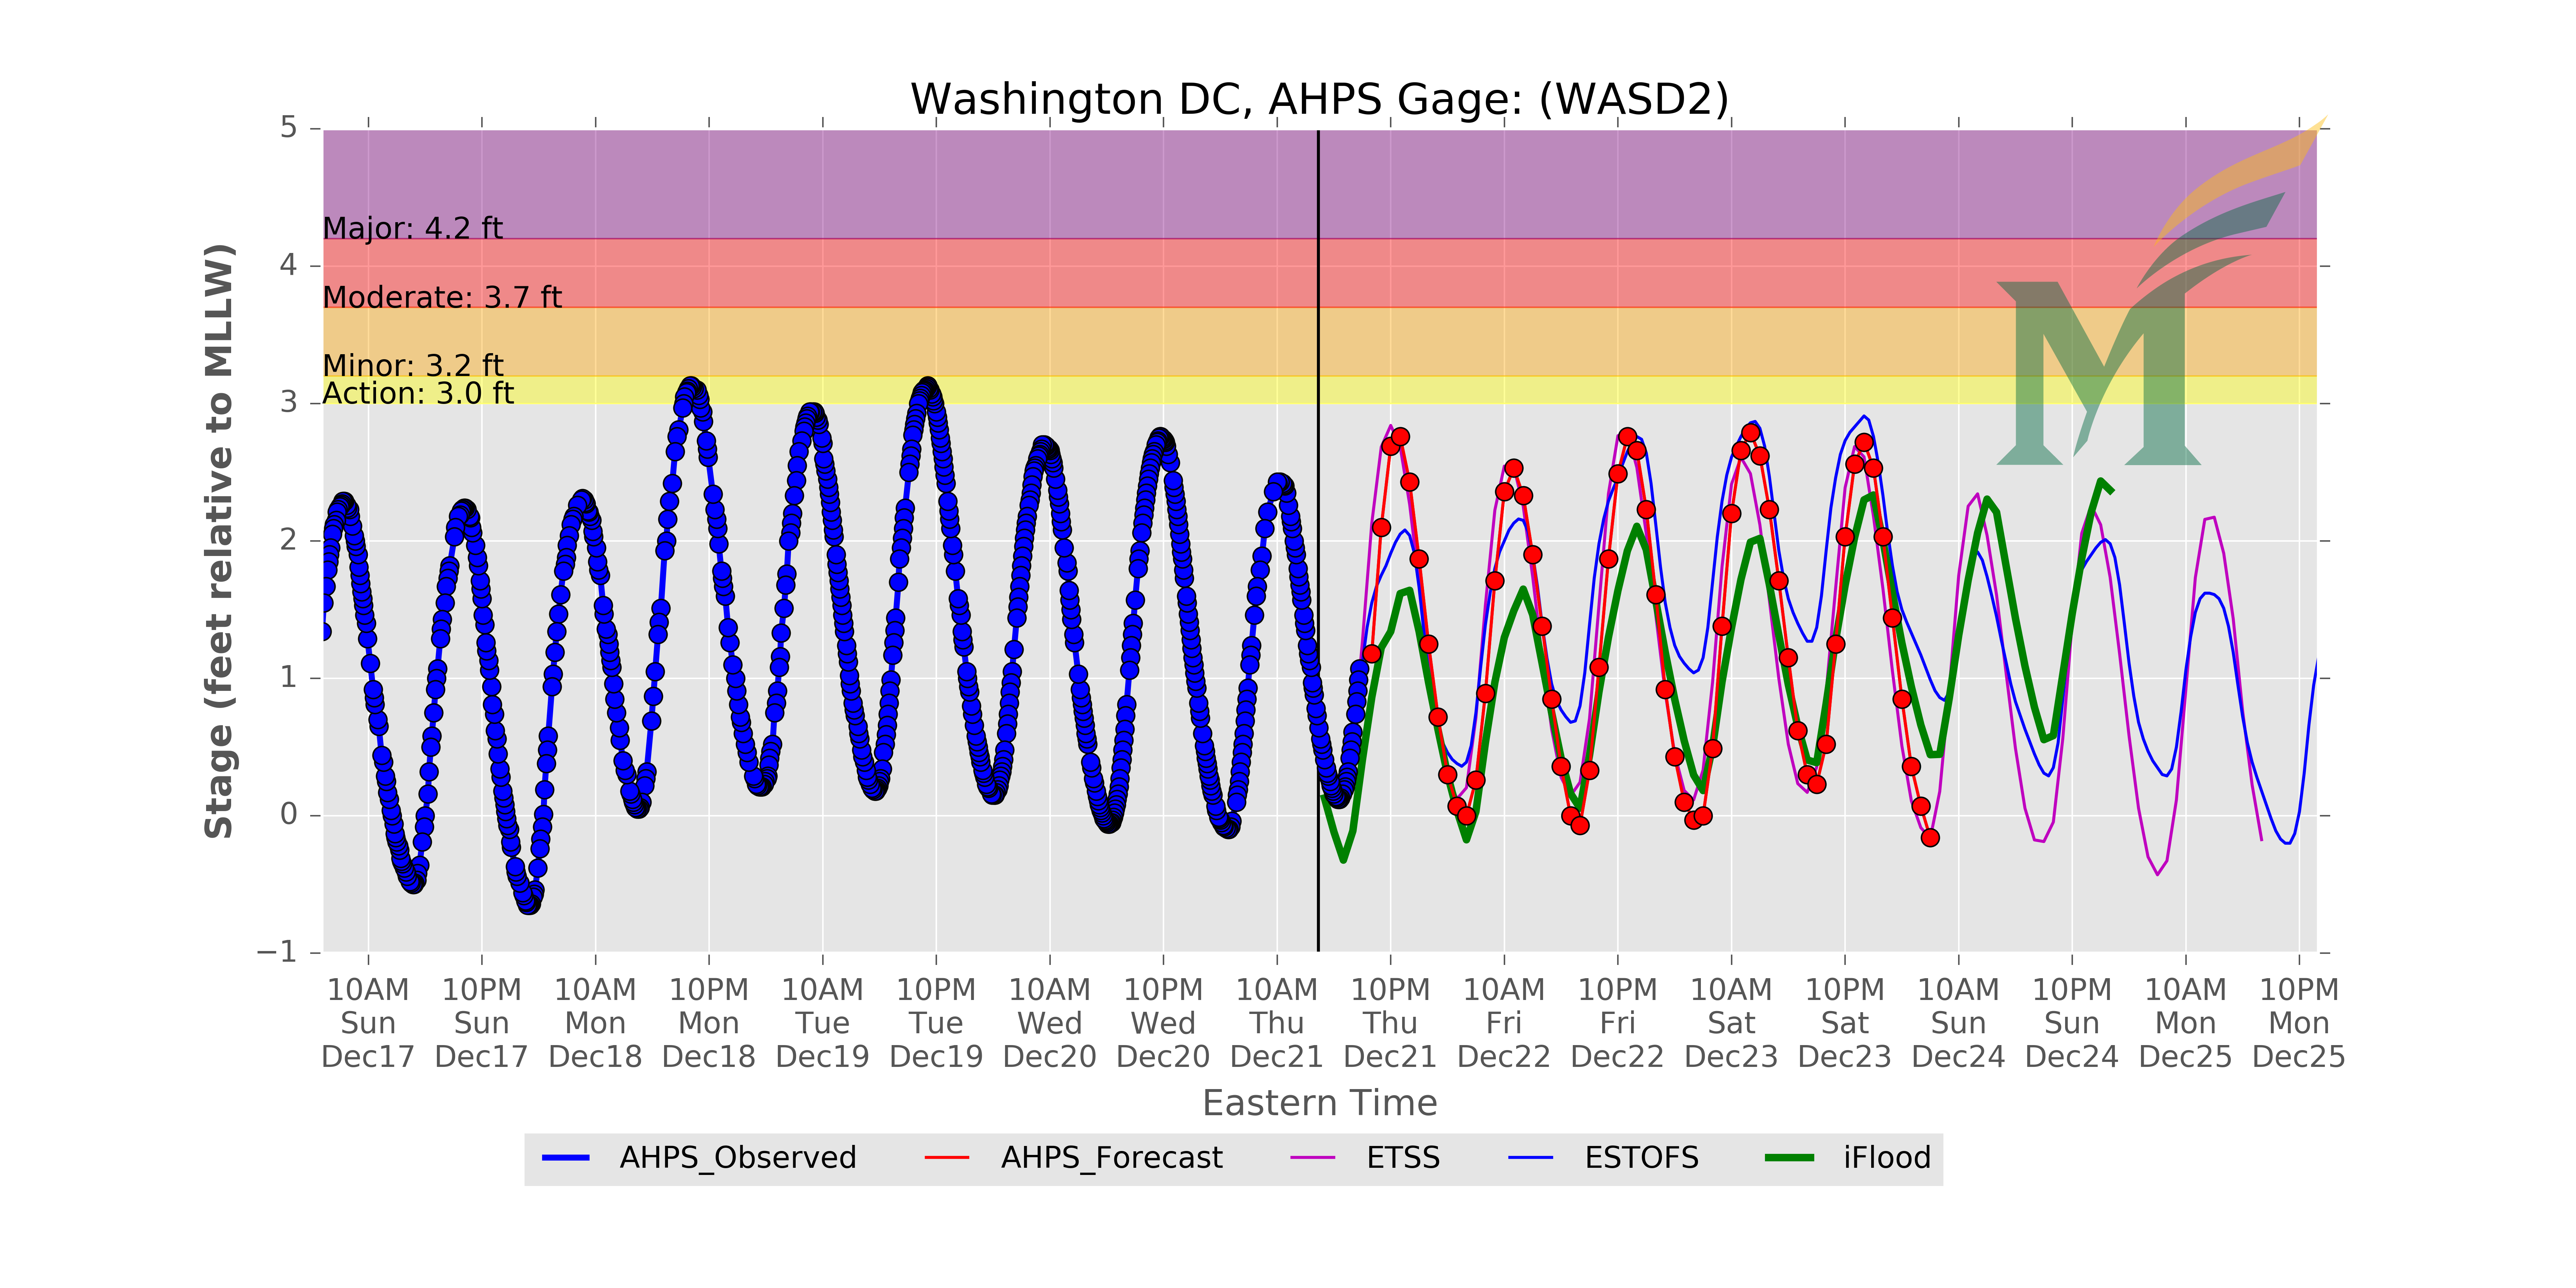 Washington DC, AHPS Gage: (WASD2)
5
4
3
2
1
0
−1
Stage (feet relative to MLLW)
Major: 4.2 ft
Moderate: 3.7 ft
Minor: 3.2 ft
Action: 3.0 ft
10AM 10PM 10AM 10PM 10AM 10PM 10AM 10PM 10AM 10PM 10AM 10PM 10AM 10PM 10AM 10PM 10AM 10PM
Sun Sun Mon Mon Tue Tue Wed Wed Thu Thu Fri Fri Sat Sat Sun Sun Mon Mon
Dec17 Dec17 Dec18 Dec18 Dec19 Dec19 Dec20 Dec20 Dec21 Dec21 Dec22 Dec22 Dec23 Dec23 Dec24 Dec24 Dec25 Dec25
Eastern Time
AHPS_Observed AHPS_Forecast ETSS ESTOFS iFlood
M